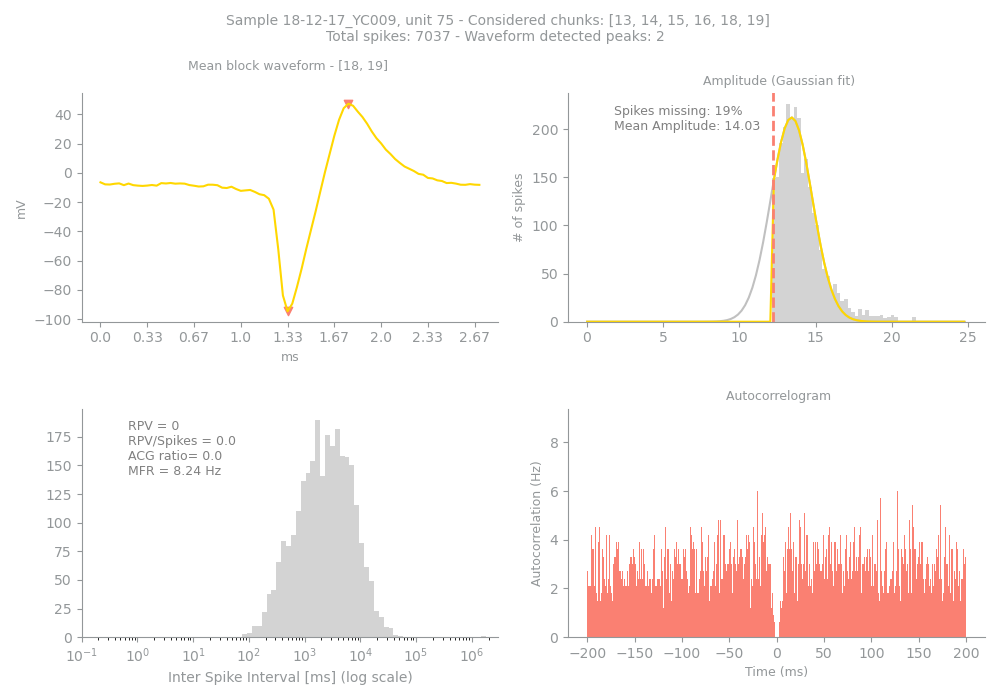 Sample 18-12-17_YC009, unit 75 - Considered chunks: [13, 14, 15, 16, 18, 19]
Total spikes: 7037 - Waveform detected peaks: 2
Mean block waveform - [18, 19]
40
20
0
−20
−40
−60
−80
−100
mV
0.0 0.33 0.67 1.0 1.33 1.67 2.0 2.33 2.67
ms
Amplitude (Gaussian fit)
Spikes missing: 19%
Mean Amplitude: 14.03
200
150
100
50
0
# of spikes
0 5 10 15 20 25
RPV = 0
RPV/Spikes = 0.0
ACG ratio= 0.0
MFR = 8.24 Hz
175
150
125
100
75
50
25
0
10⁻¹ 10⁰ 10¹ 10² 10³ 10⁴ 10⁵ 10⁶
Inter Spike Interval [ms] (log scale)
Autocorrelogram
8
6
4
2
0
Autocorrelation (Hz)
−200 −150 −100 −50 0 50 100 150 200
Time (ms)